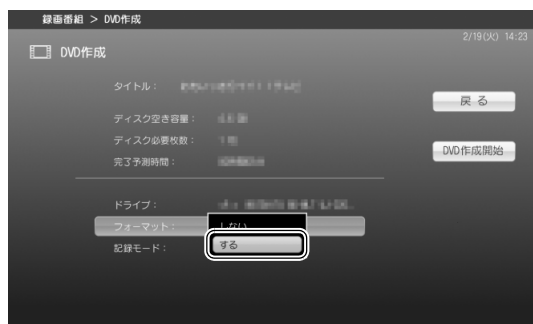 録画番組 > DVD作成
2/19(火) 14:23
DVD作成
タイトル：
戻る
ディスク空き容量：
ディスク必要枚数：
DVD作成開始
完了予測時間：
ドライブ：
フォーマット：
しない
する
記録モード：